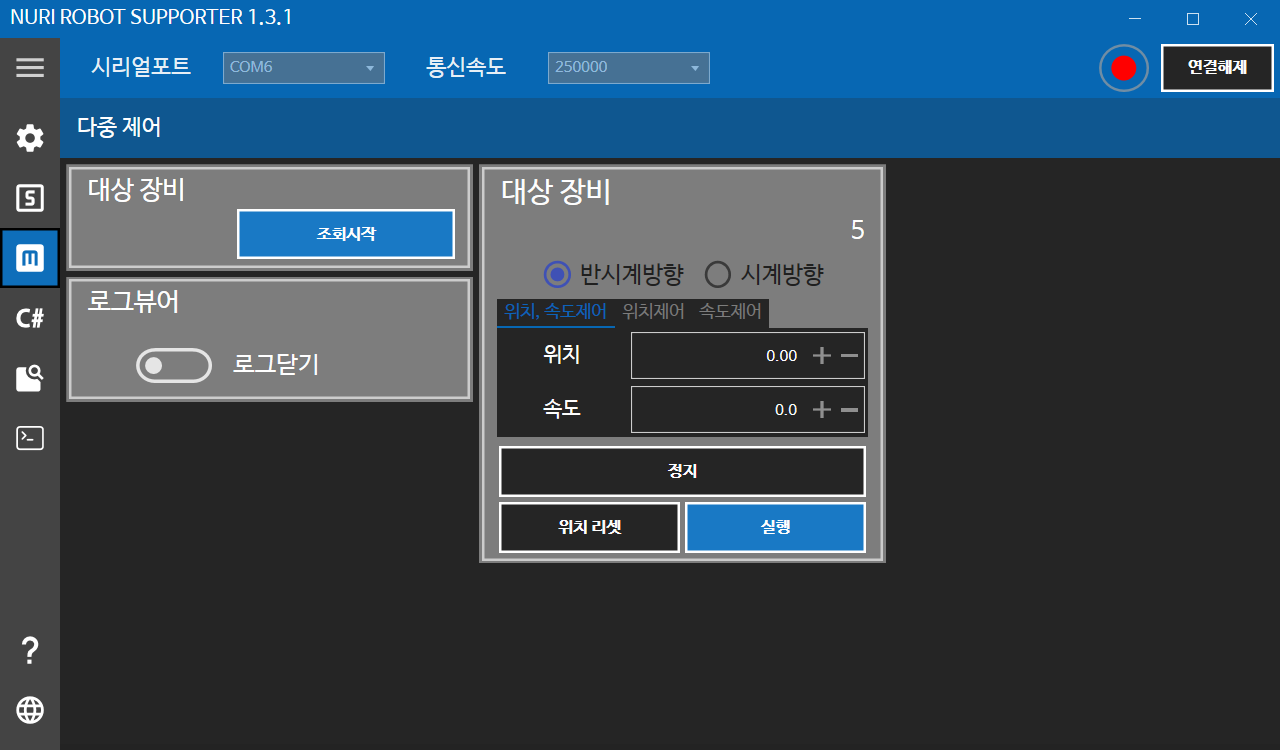 NURI ROBOT SUPPORTER 1.3.1
시리얼포트 COM6 통신속도 250000 연결해제
다중 제어
대상 장비
조회시작
로그뷰어
로그닫기
대상 장비
5
반시계방향 시계방향
위치, 속도제어 위치제어 속도제어
위치 0.00
속도 0.0
정지
위치 리셋 실행
S
m
C#
?